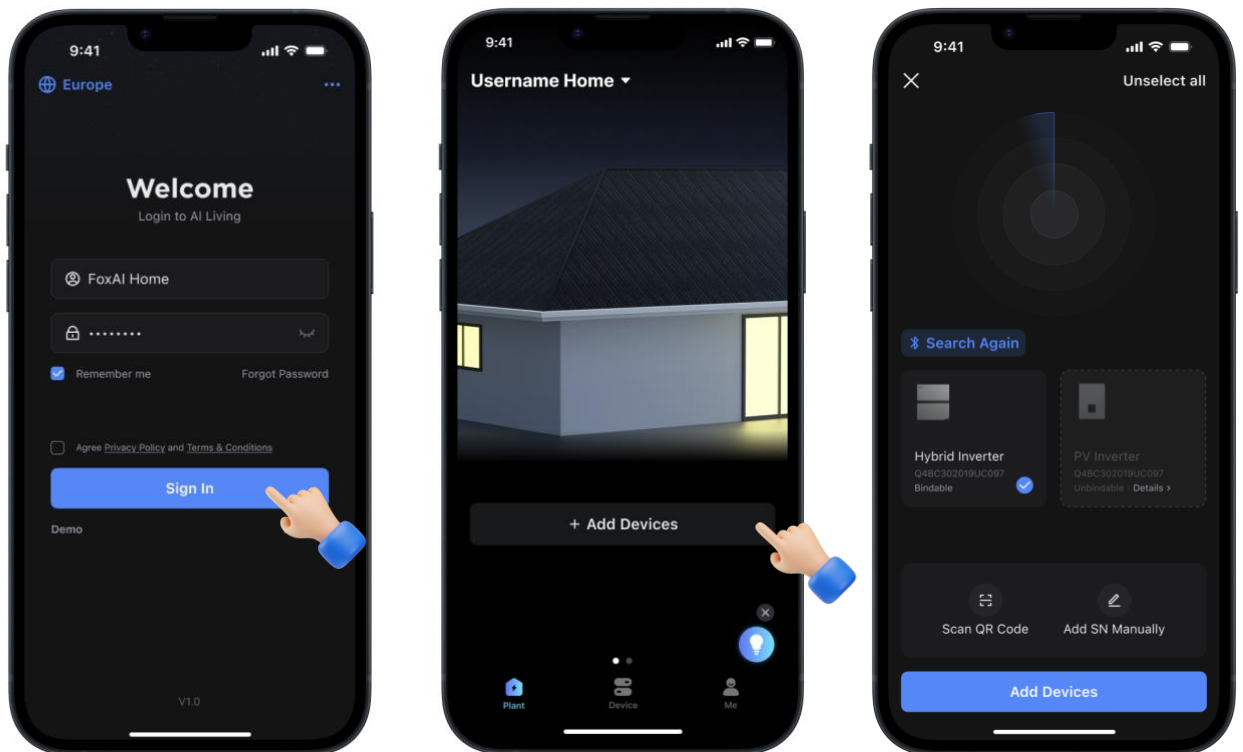 9:41
Europe
Welcome
Login to AI Living
FoxAI Home
Remember me
Forgot Password
Agree Privacy Policy and Terms & Conditions
Sign In
Demo
V1.0
9:41
Username Home
+ Add Devices
Plant
Device
Me
9:41
Unselect all
Search Again
Hybrid Inverter
Q4BC302019UC097
Bindable
PV Inverter
Q4BC302019UC097
Unbindable Details >
Scan QR Code
Add SN Manually
Add Devices